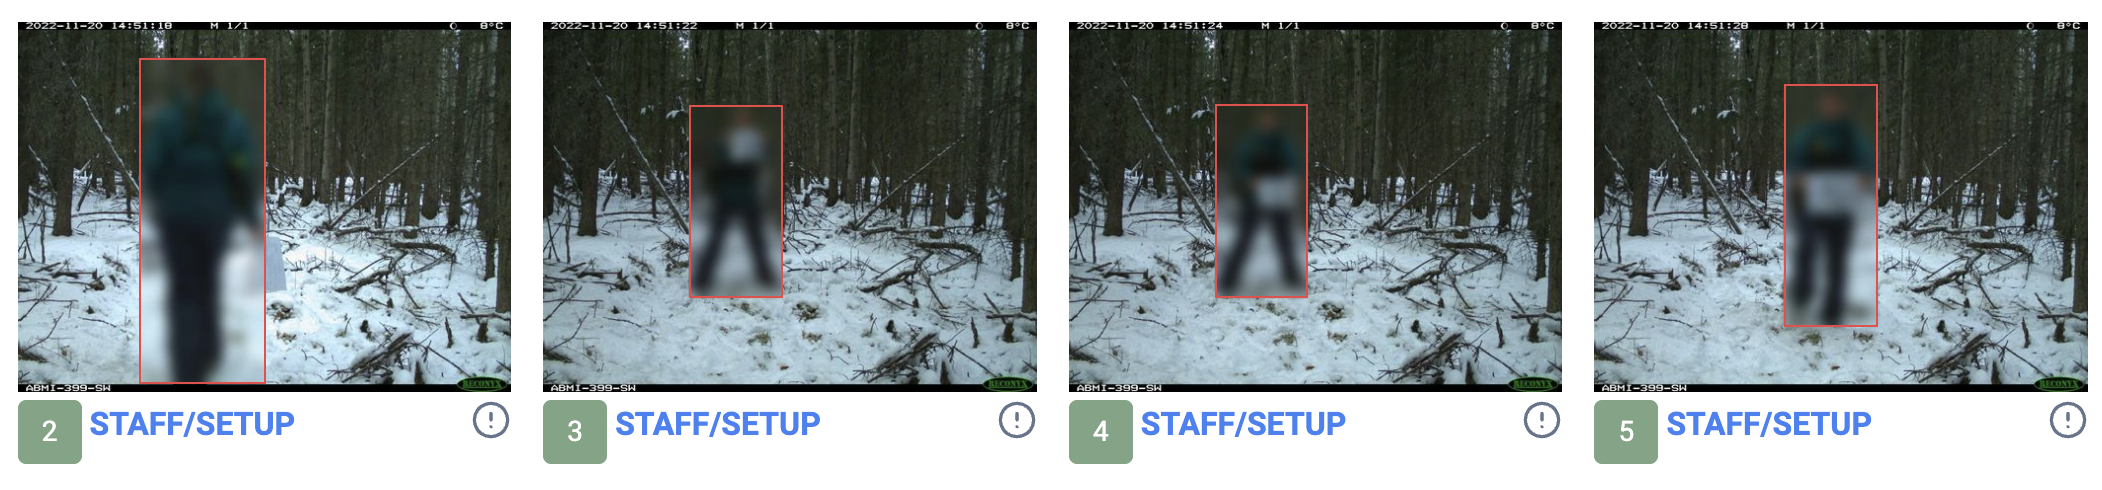 2022-11-20 14:51:18 M 1/1 8°C
2022-11-20 14:51:22 M 1/1 8°C
2022-11-20 14:51:24 M 1/1 8°C
2022-11-20 14:51:28 M 1/1 8°C
ABMI-399-SW RECONYX
ABMI-399-SW RECONYX
ABMI-399-SW RECONYX
ABMI-399-SW RECONYX
2 STAFF/SETUP
3 STAFF/SETUP
4 STAFF/SETUP
5 STAFF/SETUP